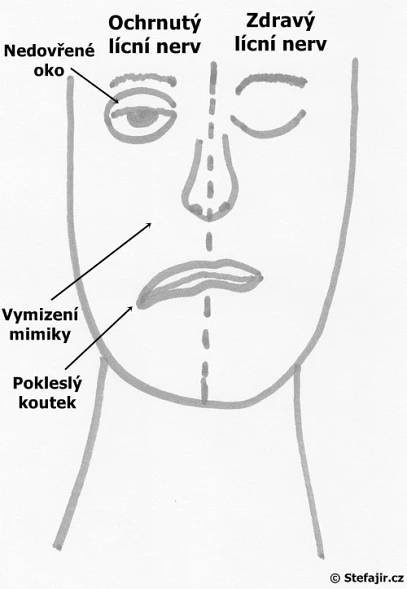 Ochrnutý
lícní nerv
Zdravý
lícní nerv
Nedovřené
oko
Vymizení
mimiky
Pokleslý
koutek
© Stefajir.cz